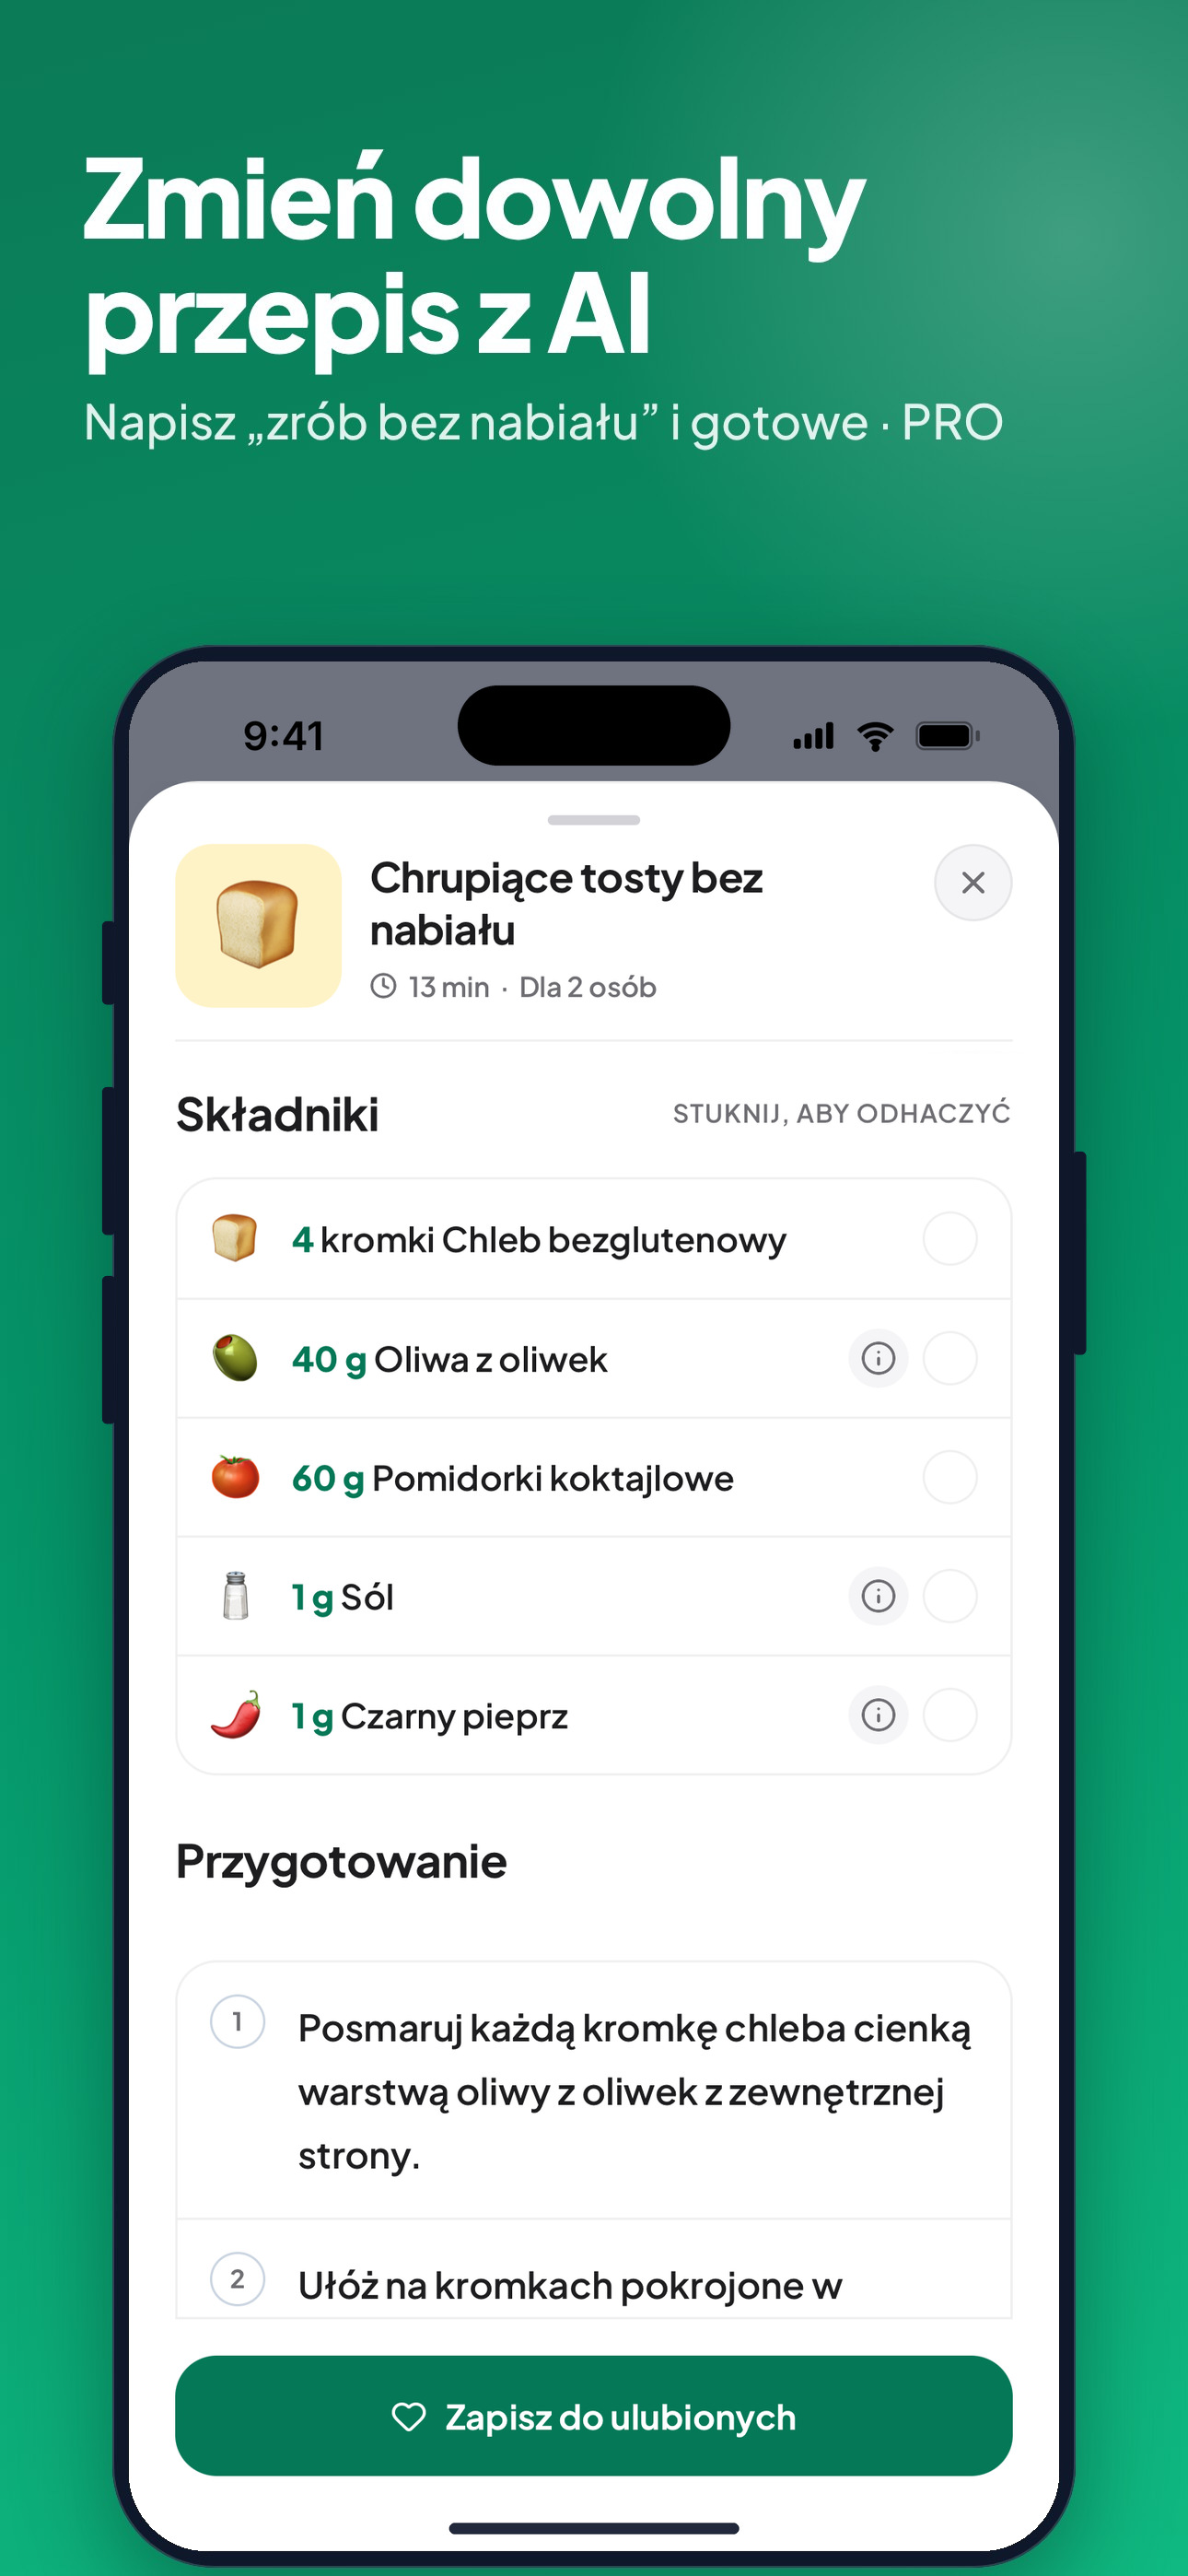 Zmień dowolny
przepis z AI
Napisz „zrób bez nabiału” i gotowe · PRO
9:41
Chrupiące tosty bez
nabiału
13 min · Dla 2 osób
Składniki
STUKNIJ, ABY ODHACZYĆ
4 kromki Chleb bezglutenowy
40 g Oliwa z oliwek
60 g Pomidorki koktajlowe
1 g Sól
1 g Czarny pieprz
Przygotowanie
1 Posmaruj każdą kromkę chleba cienką
warstwą oliwy z oliwek z zewnętrznej
strony.
2 Ułóż na kromkach pokrojone w
Zapisz do ulubionych